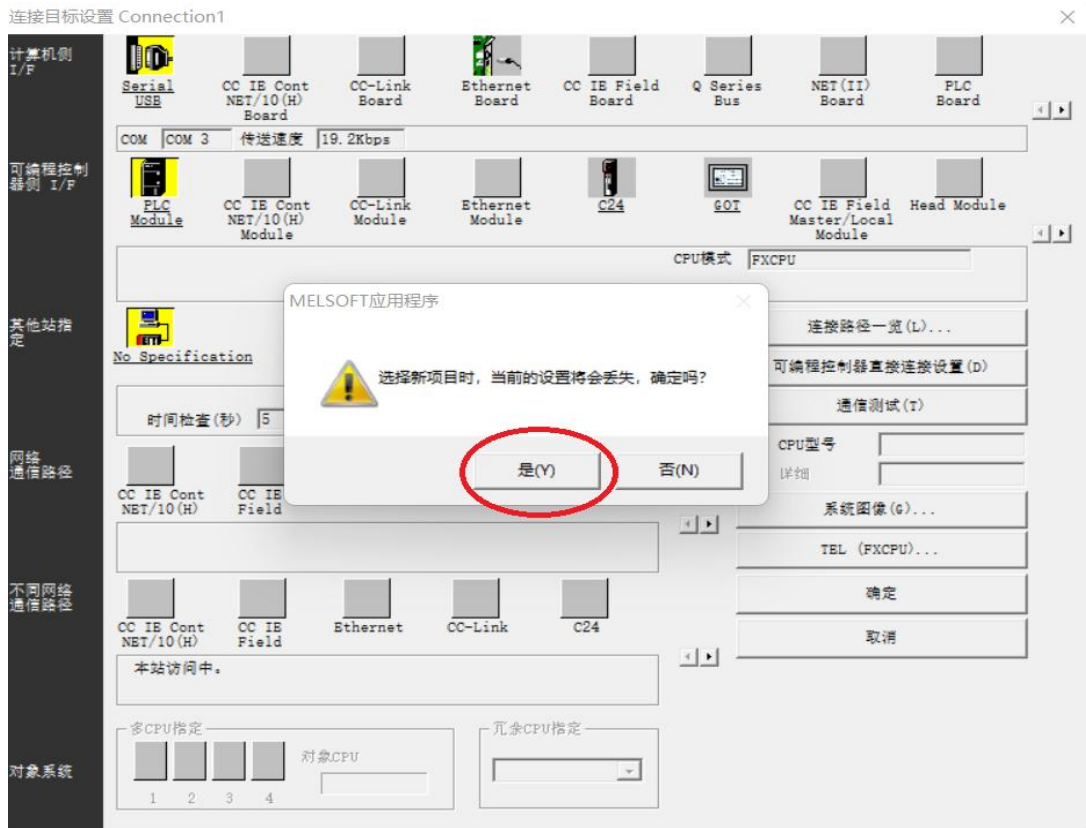 连接目标设置 Connection1
计算机侧
I/F
Serial
USB
CC IE Cont
NET/10(H)
Board
CC-Link
Board
Ethernet
Board
CC IE Field
Board
Q Series
Bus
NET(II)
Board
PLC
Board
COM COM 3 传送速度 19.2Kbps
可编程控制
器侧 I/F
PLC
Module
CC IE Cont
NET/10(H)
Module
CC-Link
Module
Ethernet
Module
C24
GOT
CC IE Field
Master/Local
Module
Head Module
CPU模式 FXCPU
MELSOFT应用程序
选择新项目时，当前的设置将会丢失，确定吗?
是(Y)
否(N)
其他站指
定
No Specification
时间检查(秒) 5
连接路径一览(L)...
可编程控制器直接连接设置(D)
通信测试(T)
CPU型号
详细
系统图像(G)...
TEL (FXCPU)...
确定
取消
网络
通信路径
CC IE Cont
NET/10(H)
CC IE
Field
不同网络
通信路径
CC IE Cont
NET/10(H)
CC IE
Field
Ethernet
CC-Link
C24
本站访问中。
对象系统
多CPU指定
1 2 3 4
对象CPU
冗余CPU指定